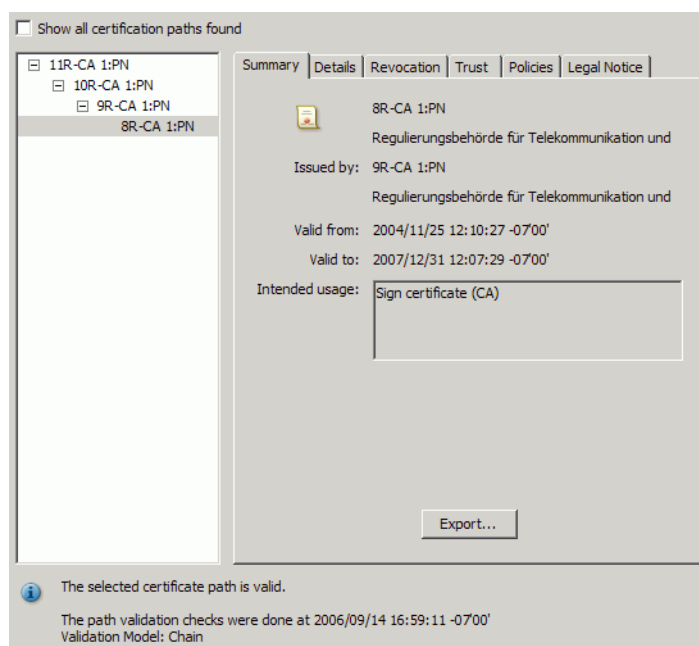 Show all certification paths found
11R-CA 1:PN
10R-CA 1:PN
9R-CA 1:PN
8R-CA 1:PN
Summary Details Revocation Trust Policies Legal Notice
8R-CA 1:PN
Regulierungsbehörde für Telekommunikation und
Issued by: 9R-CA 1:PN
Regulierungsbehörde für Telekommunikation und
Valid from: 2004/11/25 12:10:27 -07'00'
Valid to: 2007/12/31 12:07:29 -07'00'
Intended usage: Sign certificate (CA)
Export...
The selected certificate path is valid.
The path validation checks were done at 2006/09/14 16:59:11 -07'00'
Validation Model: Chain